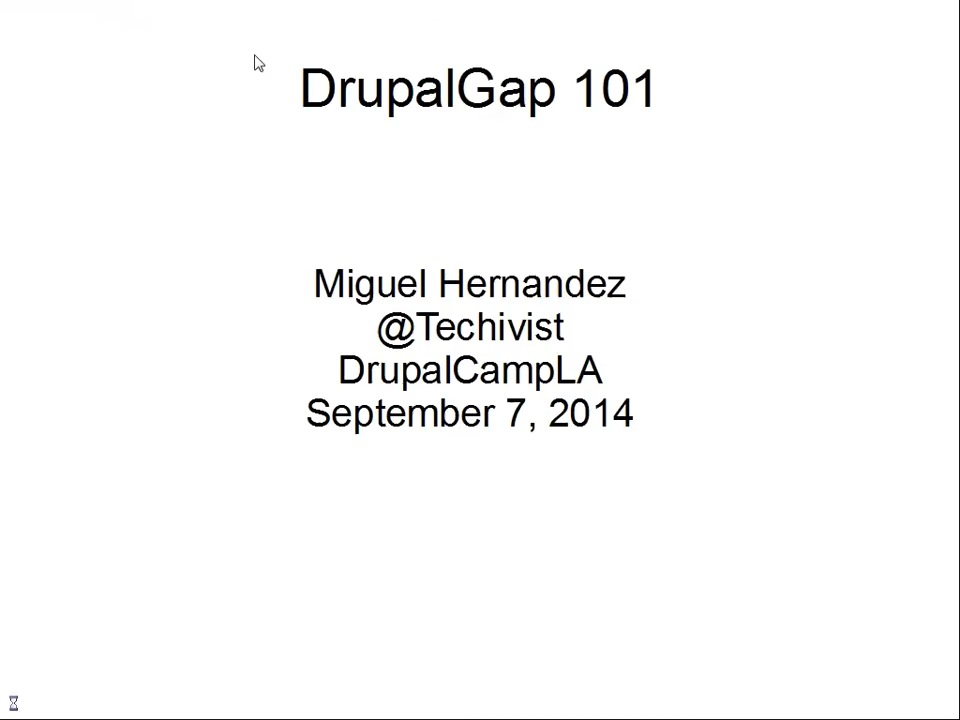 DrupalGap 101
Miguel Hernandez
@Techivist
DrupalCampLA
September 7, 2014